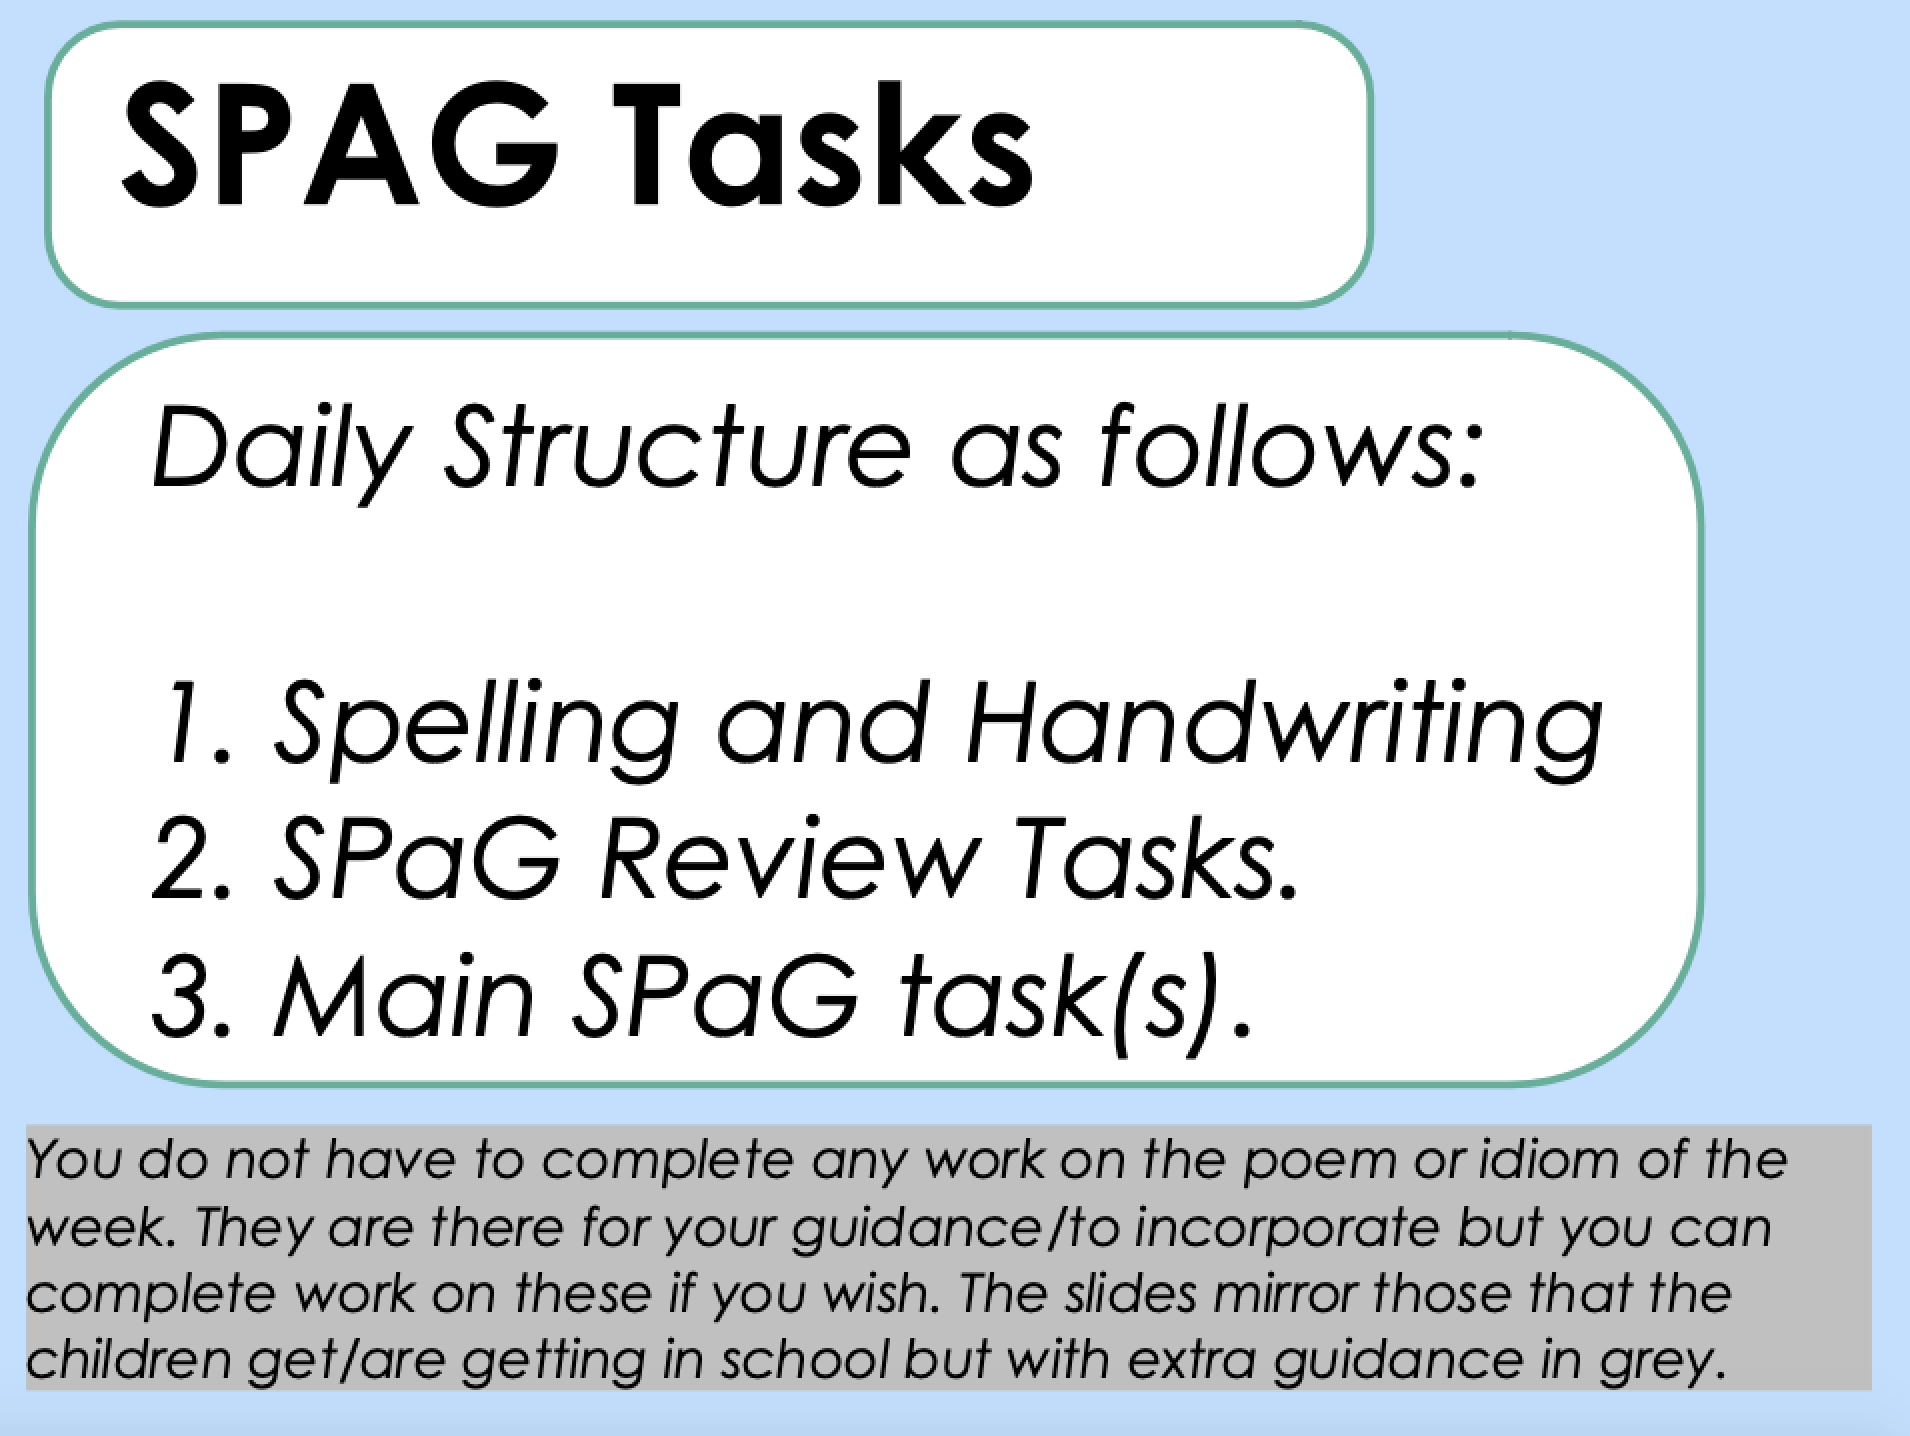 SPAG Tasks
Daily Structure as follows:
1. Spelling and Handwriting
2. SPaG Review Tasks.
3. Main SPaG task(s).
You do not have to complete any work on the poem or idiom of the
week. They are there for your guidance/to incorporate but you can
complete work on these if you wish. The slides mirror those that the
children get/are getting in school but with extra guidance in grey.